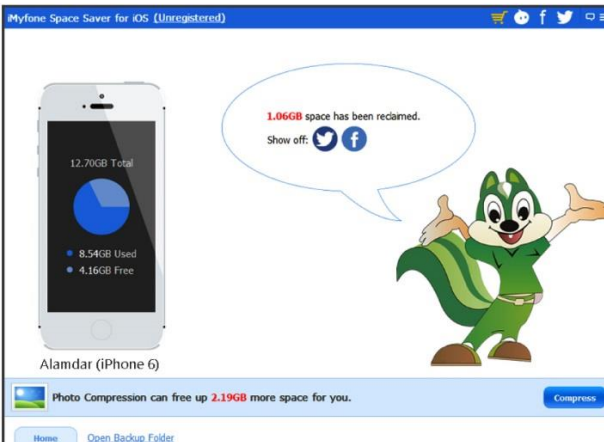 iMyfone Space Saver for iOS (Unregistered)
12.70GB Total
8.54GB Used
4.16GB Free
Alamdar (iPhone 6)
1.06GB space has been reclaimed.
Show off:
Photo Compression can free up 2.19GB more space for you.
Compress
Home Open Backup Folder